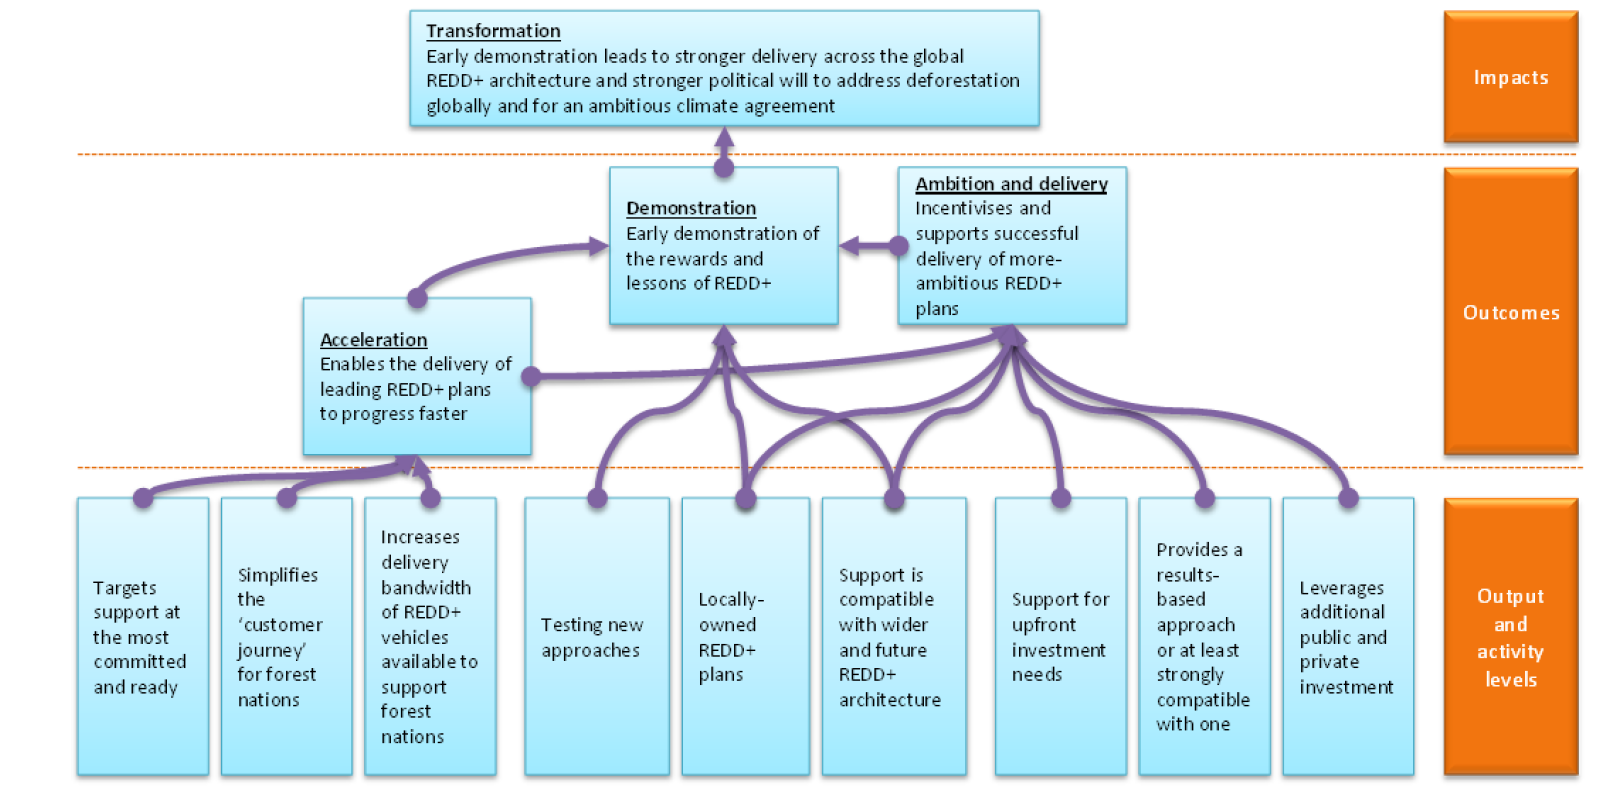 Transformation
Early demonstration leads to stronger delivery across the global
REDD+ architecture and stronger political will to address deforestation
globally and for an ambitious climate agreement
Impacts
Demonstration
Early demonstration of
the rewards and
lessons of REDD+
Ambition and delivery
Incentivises and
supports successful
delivery of more-
ambitious REDD+
plans
Acceleration
Enables the delivery of
leading REDD+ plans
to progress faster
Outcomes
Targets
support at
the most
committed
and ready
Simplifies
the
‘customer
journey’
for forest
nations
Increases
delivery
bandwidth
of REDD+
vehicles
available to
support
forest
nations
Testing new
approaches
Locally-
owned
REDD+
plans
Support is
compatible
with wider
and future
REDD+
architecture
Support for
upfront
investment
needs
Provides a
results-
based
approach
or at least
strongly
compatible
with one
Leverages
additional
public and
private
investment
Output
and
activity
levels